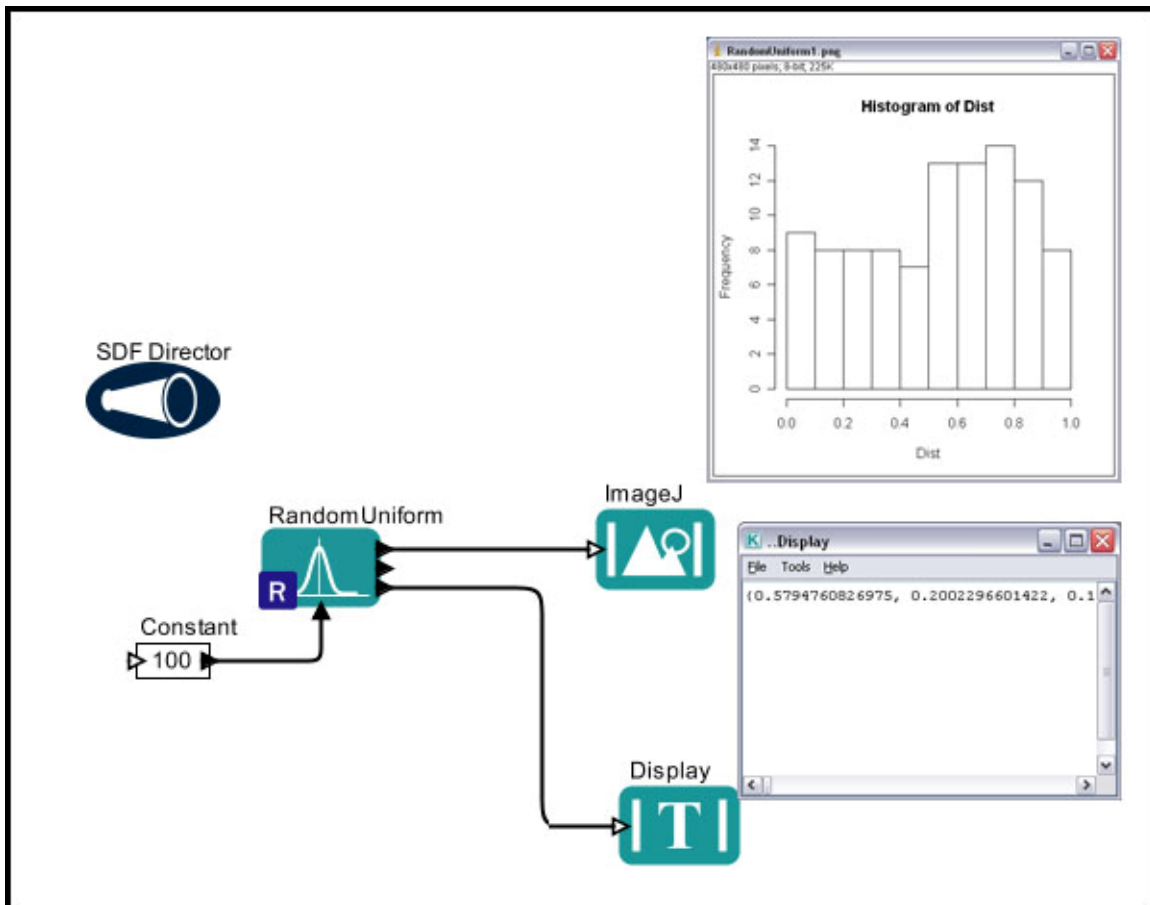 RandomUniform1.png
480x480 pixels; 8-bit, 225K
Histogram of Dist
14
12
10
8
6
4
2
0
Frequency
0.0 0.2 0.4 0.6 0.8 1.0
Dist
SDF Director
ImageJ
RandomUniform
R
Constant
100
..Display
File Tools Help
{0.5794760826975, 0.2002296601422, 0.1
Display
T